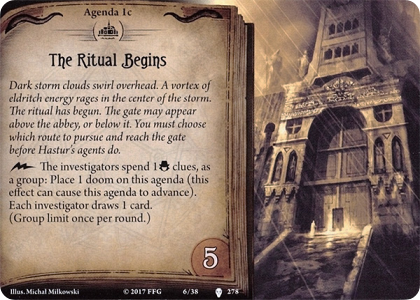 Agenda 1c
The Ritual Begins
Dark storm clouds swirl overhead. A vortex of
eldritch energy rages in the center of the storm.
The ritual has begun. The gate may appear
above the abbey, or below it. You must choose
which route to pursue and reach the gate
before Hastur's agents do.
The investigators spend 1 clues, as
a group: Place 1 doom on this agenda (this
effect can cause this agenda to advance).
Each investigator draws 1 card.
(Group limit once per round.)
5
Illus. Michał Miłkowski © 2017 FFG 6/38 278